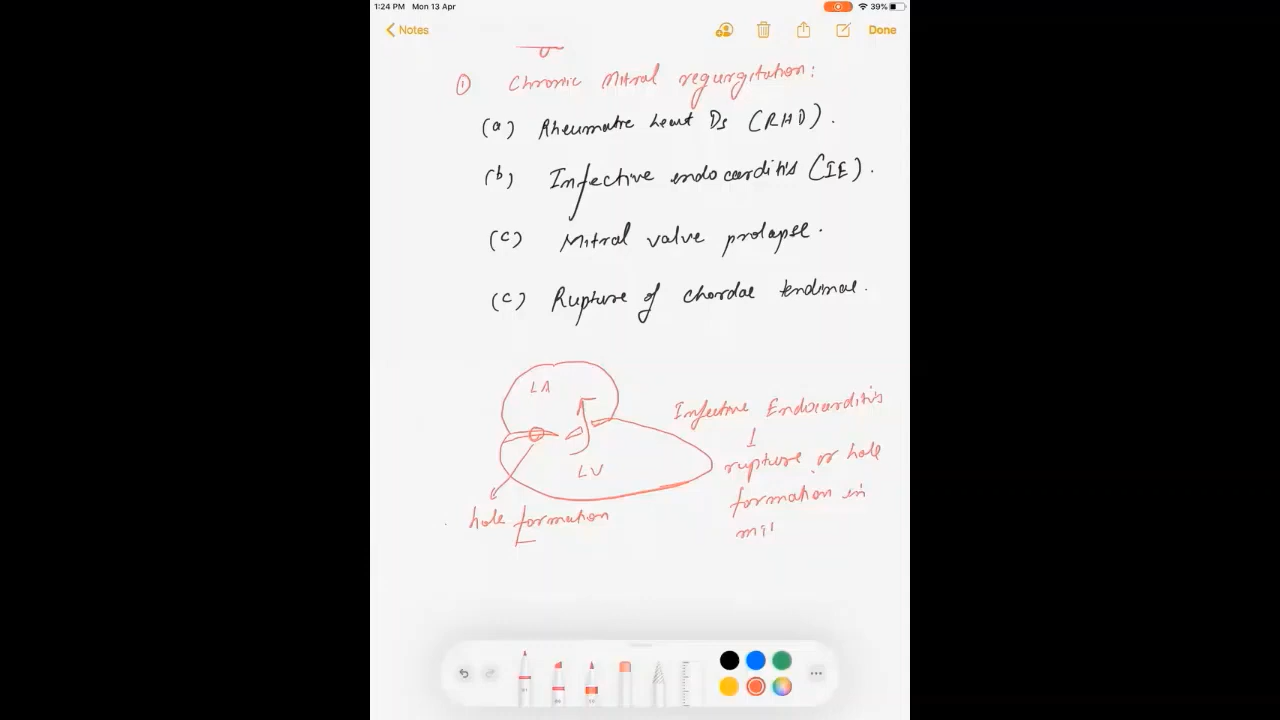 1:24 PM Mon 13 Apr
39%
Notes
Done
① Chronic Mitral regurgitation:
(a) Rheumatic heart Ds (RHD).
(b) Infective endocarditis (IE).
(c) Mitral valve prolapse.
(c) Rupture of chordae tendinae.
LA
LV
hole formation
Infective Endocarditis
rupture or hole
formation in
mit